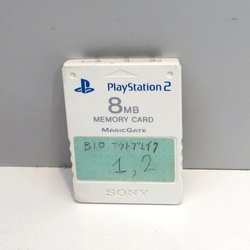 PlayStation 2
8MB
MEMORY CARD
MAGICGATE
BIO アウトブレイク
1,2
SONY